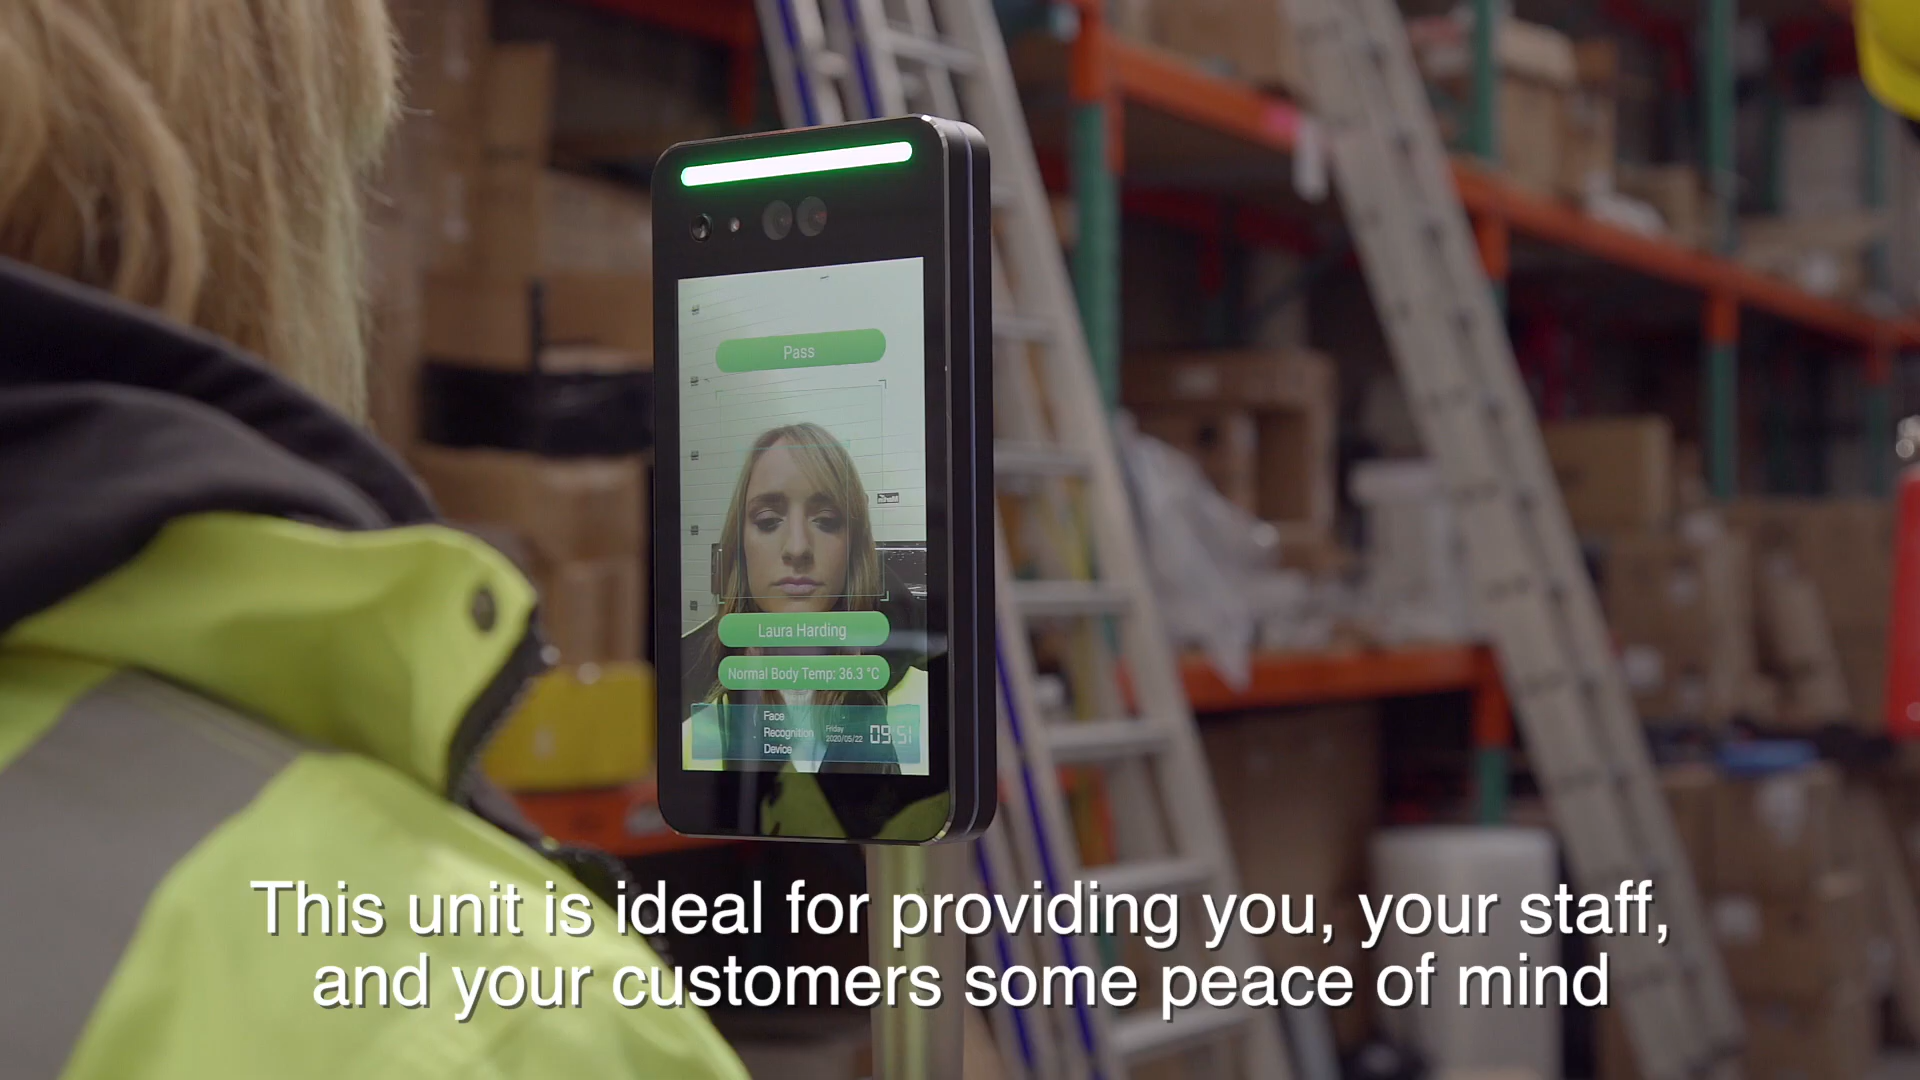 Pass
Laura Harding
Normal Body Temp: 36.3 °C
Face
Recognition
Device
Friday
2020/05/22
09:51
This unit is ideal for providing you, your staff,
and your customers some peace of mind